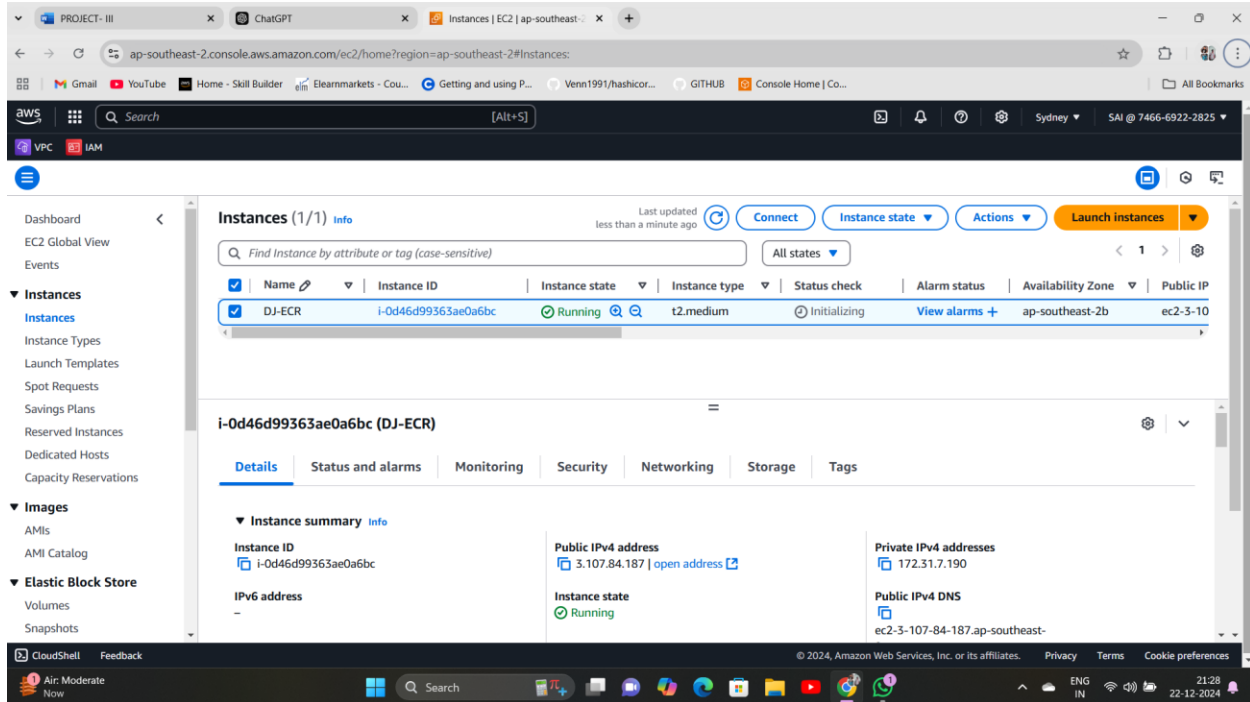 PROJECT- III
ChatGPT
Instances | EC2 | ap-southeast-2
ap-southeast-2.console.aws.amazon.com/ec2/home?region=ap-southeast-2#Instances:
Gmail YouTube Home - Skill Builder Elearnmarkets - Cou... Getting and using P... Venn1991/hashicor... GITHUB Console Home | Co... All Bookmarks
aws Search [Alt+S] Sydney SAI @ 7466-6922-2825
VPC IAM
Dashboard
EC2 Global View
Events
Instances
Instances
Instance Types
Launch Templates
Spot Requests
Savings Plans
Reserved Instances
Dedicated Hosts
Capacity Reservations
Images
AMIs
AMI Catalog
Elastic Block Store
Volumes
Snapshots
Instances (1/1) Info
Last updated
less than a minute ago
Connect Instance state Actions Launch instances
Find Instance by attribute or tag (case-sensitive) All states 1
Name Instance ID Instance state Instance type Status check Alarm status Availability Zone Public IP
DJ-ECR i-0d46d99363ae0a6bc Running t2.medium Initializing View alarms + ap-southeast-2b ec2-3-10
i-0d46d99363ae0a6bc (DJ-ECR)
Details Status and alarms Monitoring Security Networking Storage Tags
Instance summary Info
Instance ID
i-0d46d99363ae0a6bc
Public IPv4 address
3.107.84.187 | open address
Private IPv4 addresses
172.31.7.190
IPv6 address
–
Instance state
Running
Public IPv4 DNS
ec2-3-107-84-187.ap-southeast-
CloudShell Feedback © 2024, Amazon Web Services, Inc. or its affiliates. Privacy Terms Cookie preferences
1
Air: Moderate
Now
Search
ENG
IN
21:28
22-12-2024